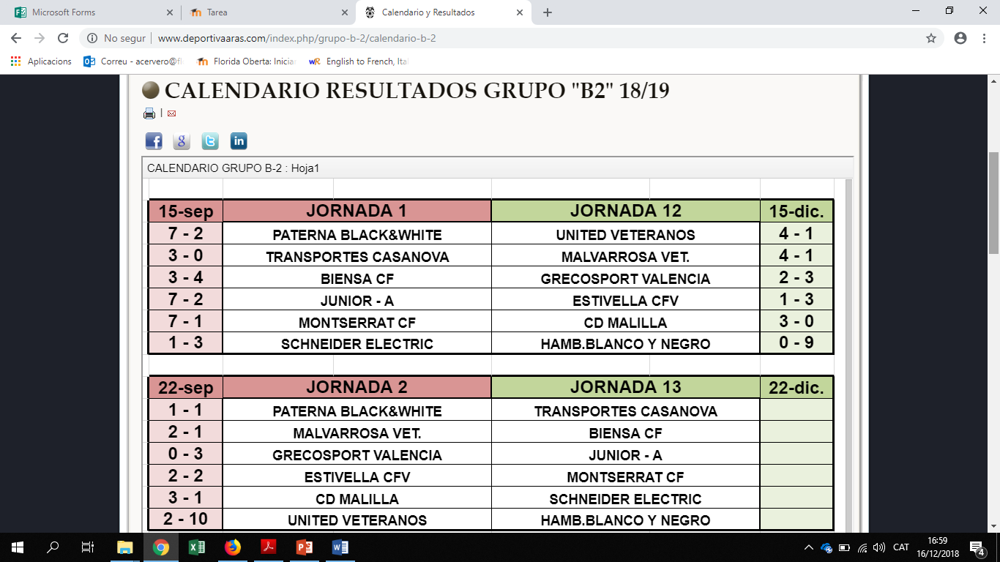 Microsoft Forms
Tarea
Calendario y Resultados
No segur | www.deportivaaras.com/index.php/grupo-b-2/calendario-b-2
Aplicacions
Correu - acervero@fl
Florida Oberta: Inicia
English to French, Ital
CALENDARIO RESULTADOS GRUPO "B2" 18/19
CALENDARIO GRUPO B-2 : Hoja1
15-sep JORNADA 1 JORNADA 12 15-dic.
7 - 2 PATERNA BLACK&WHITE UNITED VETERANOS 4 - 1
3 - 0 TRANSPORTES CASANOVA MALVARROSA VET. 4 - 1
3 - 4 BIENSA CF GRECOSPORT VALENCIA 2 - 3
7 - 2 JUNIOR - A ESTIVELLA CFV 1 - 3
7 - 1 MONTSERRAT CF CD MALILLA 3 - 0
1 - 3 SCHNEIDER ELECTRIC HAMB.BLANCO Y NEGRO 0 - 9
22-sep JORNADA 2 JORNADA 13 22-dic.
1 - 1 PATERNA BLACK&WHITE TRANSPORTES CASANOVA
2 - 1 MALVARROSA VET. BIENSA CF
0 - 3 GRECOSPORT VALENCIA JUNIOR - A
2 - 2 ESTIVELLA CFV MONTSERRAT CF
3 - 1 CD MALILLA SCHNEIDER ELECTRIC
2 - 10 UNITED VETERANOS HAMB.BLANCO Y NEGRO
CAT
16:59
16/12/2018
4